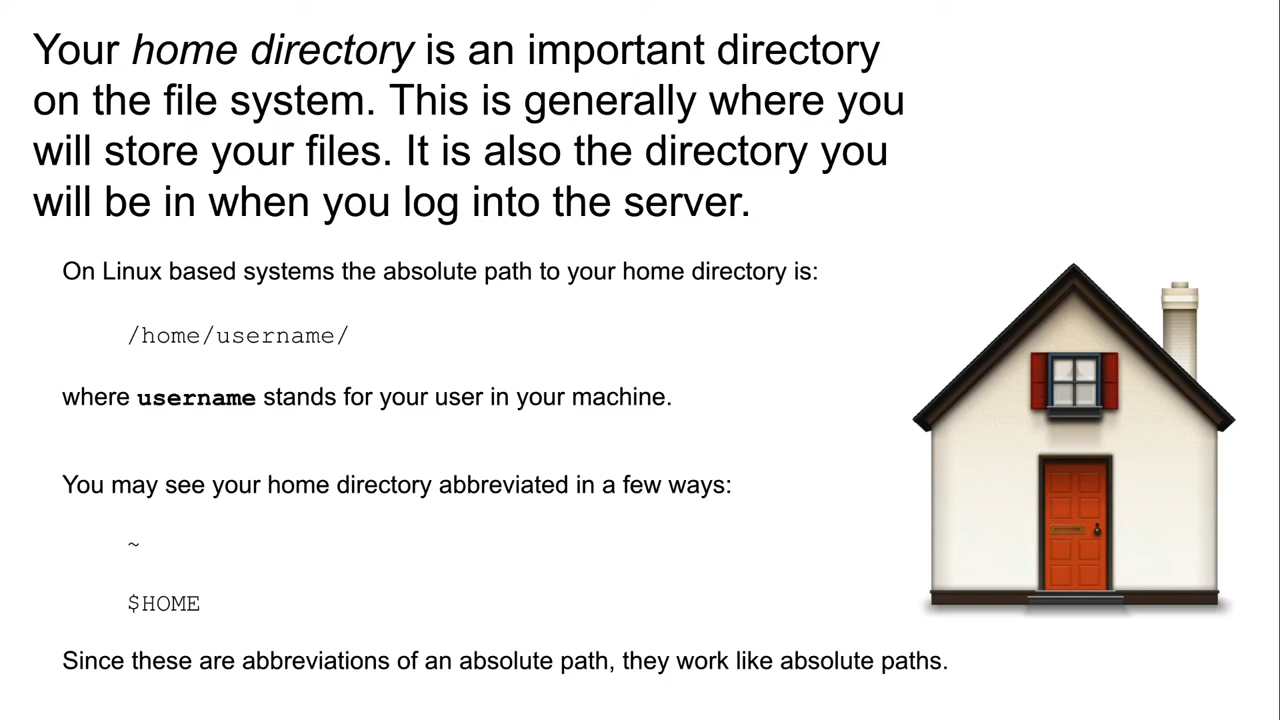 Your home directory is an important directory
on the file system. This is generally where you
will store your files. It is also the directory you
will be in when you log into the server.
On Linux based systems the absolute path to your home directory is:
/home/username/
where username stands for your user in your machine.
You may see your home directory abbreviated in a few ways:
~
$HOME
Since these are abbreviations of an absolute path, they work like absolute paths.